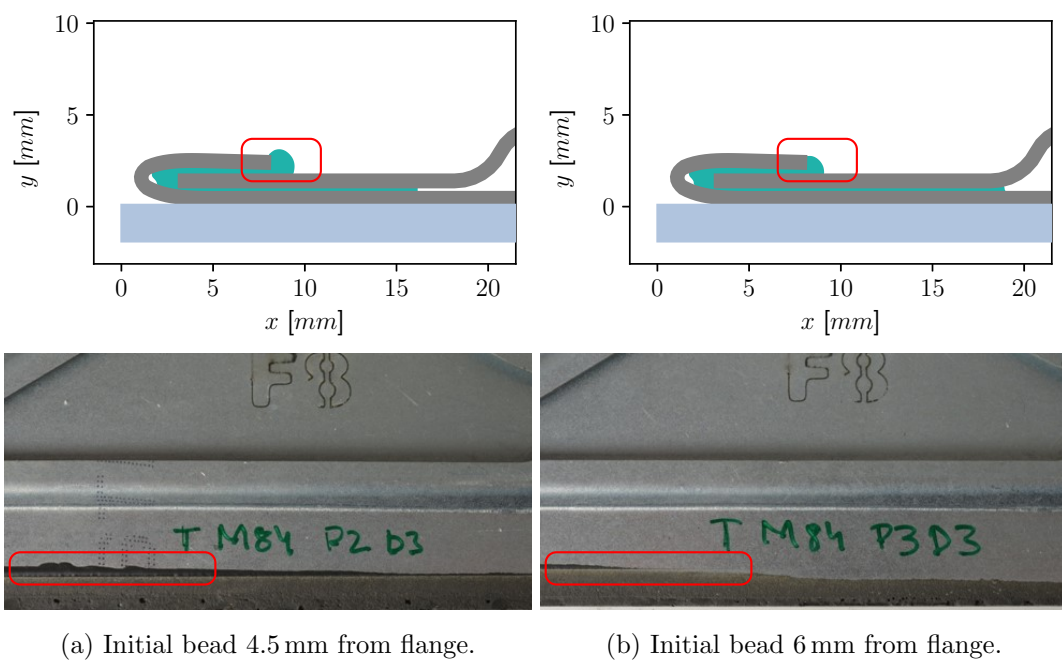 10
5
0
y [mm]
0 5 10 15 20
x [mm]
10
5
0
y [mm]
0 5 10 15 20
x [mm]
F
T M84 P2 D3
F
T M84 P3 D3
(a) Initial bead 4.5 mm from flange.
(b) Initial bead 6 mm from flange.